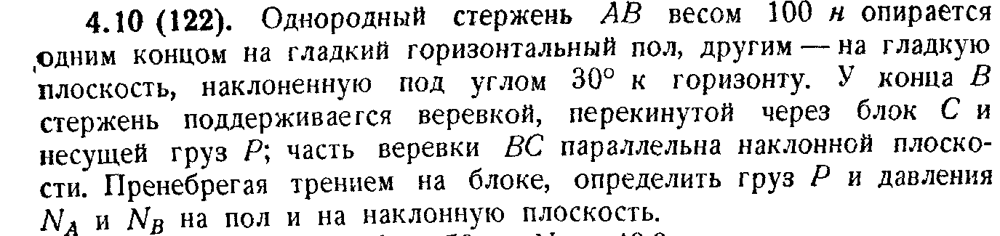 4.10 (122). Однородный стержень AB весом 100 н опирается
одним концом на гладкий горизонтальный пол, другим — на гладкую
плоскость, наклоненную под углом 30° к горизонту. У конца B
стержень поддерживается веревкой, перекинутой через блок C и
несущей груз P; часть веревки BC параллельна наклонной плоско-
сти. Пренебрегая трением на блоке, определить груз P и давления
N_A и N_B на пол и на наклонную плоскость.